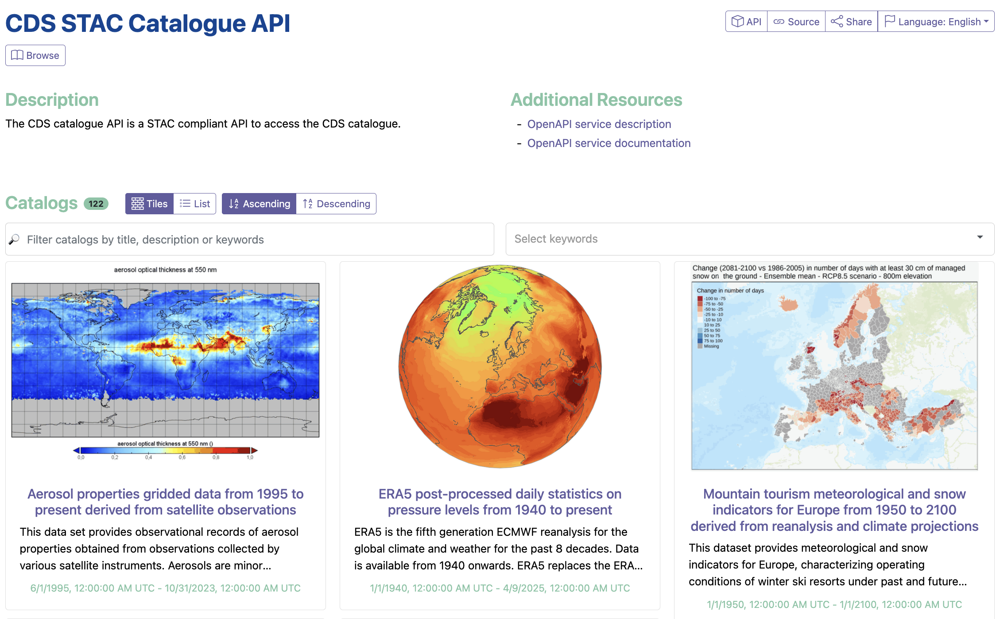 CDS STAC Catalogue API
API
Source
Share
Language: English
Browse
Description
The CDS catalogue API is a STAC compliant API to access the CDS catalogue.
Additional Resources
- OpenAPI service description
- OpenAPI service documentation
Catalogs 122
Tiles
List
Ascending
Descending
Filter catalogs by title, description or keywords
Select keywords
aerosol optical thickness at 550 nm
aerosol optical thickness at 550 nm ()
0,0 0,2 0,4 0,6 0,8 1,0
Aerosol properties gridded data from 1995 to
present derived from satellite observations
This data set provides observational records of aerosol
properties obtained from observations collected by
various satellite instruments. Aerosols are minor...
6/1/1995, 12:00:00 AM UTC - 10/31/2023, 12:00:00 AM UTC
ERA5 post-processed daily statistics on
pressure levels from 1940 to present
ERA5 is the fifth generation ECMWF reanalysis for the
global climate and weather for the past 8 decades. Data
is available from 1940 onwards. ERA5 replaces the ERA...
1/1/1940, 12:00:00 AM UTC - 4/9/2025, 12:00:00 AM UTC
Change (2081-2100 vs 1986-2005) in number of days with at least 30 cm of managed
snow on the ground - Ensemble mean - RCP8.5 scenario - 800m elevation
Change in number of days
-100 to -75
-75 to -50
-50 to -25
-25 to -10
-10 to 10
10 to 25
25 to 50
50 to 75
75 to 100
Missing
Mountain tourism meteorological and snow
indicators for Europe from 1950 to 2100
derived from reanalysis and climate projections
This dataset provides meteorological and snow
indicators for Europe, characterizing operating
conditions of winter ski resorts under past and future...
1/1/1950, 12:00:00 AM UTC - 1/1/2100, 12:00:00 AM UTC